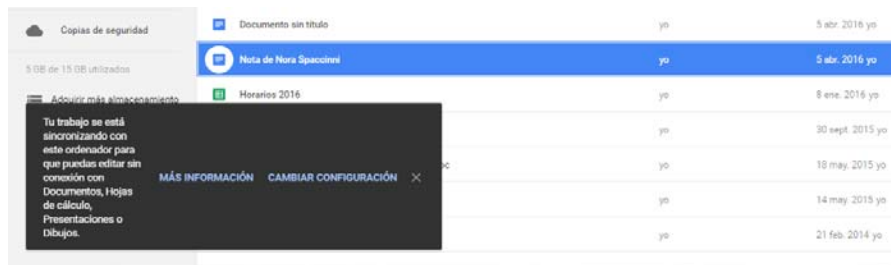 Copias de seguridad
5 GB de 15 GB utilizados
Adquirir más almacenamiento
Documento sin título yo 5 abr. 2016 yo
Nota de Nora Spaccinni yo 5 abr. 2016 yo
Horarios 2016 yo 8 ene. 2016 yo
yo 30 sept. 2015 yo
oc yo 18 may. 2015 yo
yo 14 may. 2015 yo
yo 21 feb. 2014 yo
Tu trabajo se está
sincronizando con
este ordenador para
que puedas editar sin
conexión con
Documentos, Hojas
de cálculo,
Presentaciones o
Dibujos.
MÁS INFORMACIÓN CAMBIAR CONFIGURACIÓN